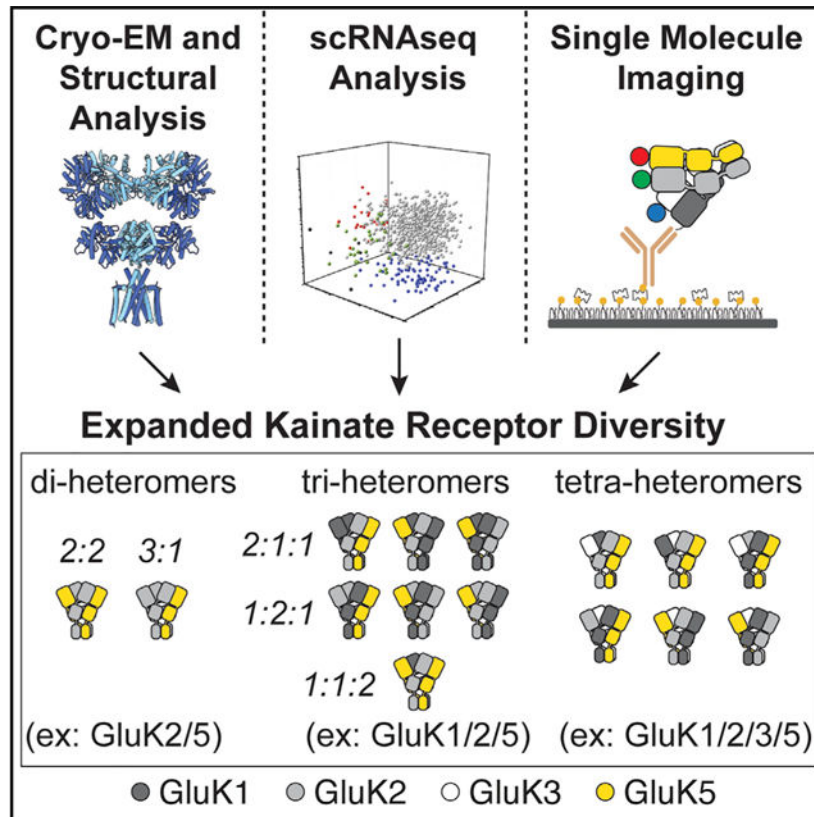 Cryo-EM and
Structural
Analysis
scRNAseq
Analysis
Single Molecule
Imaging
Expanded Kainate Receptor Diversity
di-heteromers
2:2 3:1
(ex: GluK2/5)
tri-heteromers
2:1:1
1:2:1
1:1:2
(ex: GluK1/2/5)
tetra-heteromers
(ex: GluK1/2/3/5)
GluK1 GluK2 GluK3 GluK5